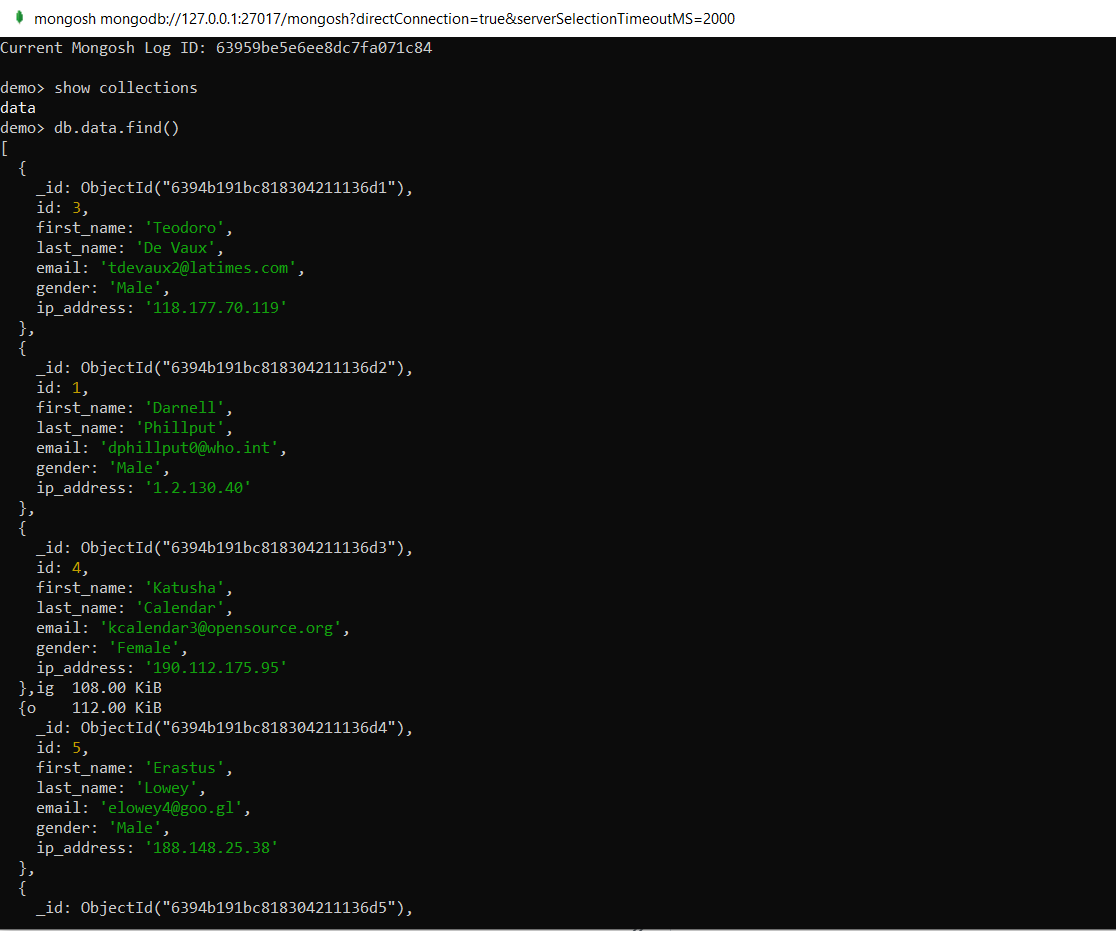 mongosh mongodb://127.0.0.1:27017/mongosh?directConnection=true&serverSelectionTimeoutMS=2000
Current Mongosh Log ID: 63959be5e6ee8dc7fa071c84
demo> show collections
data
demo> db.data.find()
[
  {
    _id: ObjectId("6394b191bc818304211136d1"),
    id: 3,
    first_name: 'Teodoro',
    last_name: 'De Vaux',
    email: 'tdevaux2@latimes.com',
    gender: 'Male',
    ip_address: '118.177.70.119'
  },
  {
    _id: ObjectId("6394b191bc818304211136d2"),
    id: 1,
    first_name: 'Darnell',
    last_name: 'Phillput',
    email: 'dphillput0@who.int',
    gender: 'Male',
    ip_address: '1.2.130.40'
  },
  {
    _id: ObjectId("6394b191bc818304211136d3"),
    id: 4,
    first_name: 'Katusha',
    last_name: 'Calendar',
    email: 'kcalendar3@opensource.org',
    gender: 'Female',
    ip_address: '190.112.175.95'
  },ig  108.00 KiB
  {o    112.00 KiB
    _id: ObjectId("6394b191bc818304211136d4"),
    id: 5,
    first_name: 'Erastus',
    last_name: 'Lowey',
    email: 'elowey4@goo.gl',
    gender: 'Male',
    ip_address: '188.148.25.38'
  },
  {
    _id: ObjectId("6394b191bc818304211136d5"),